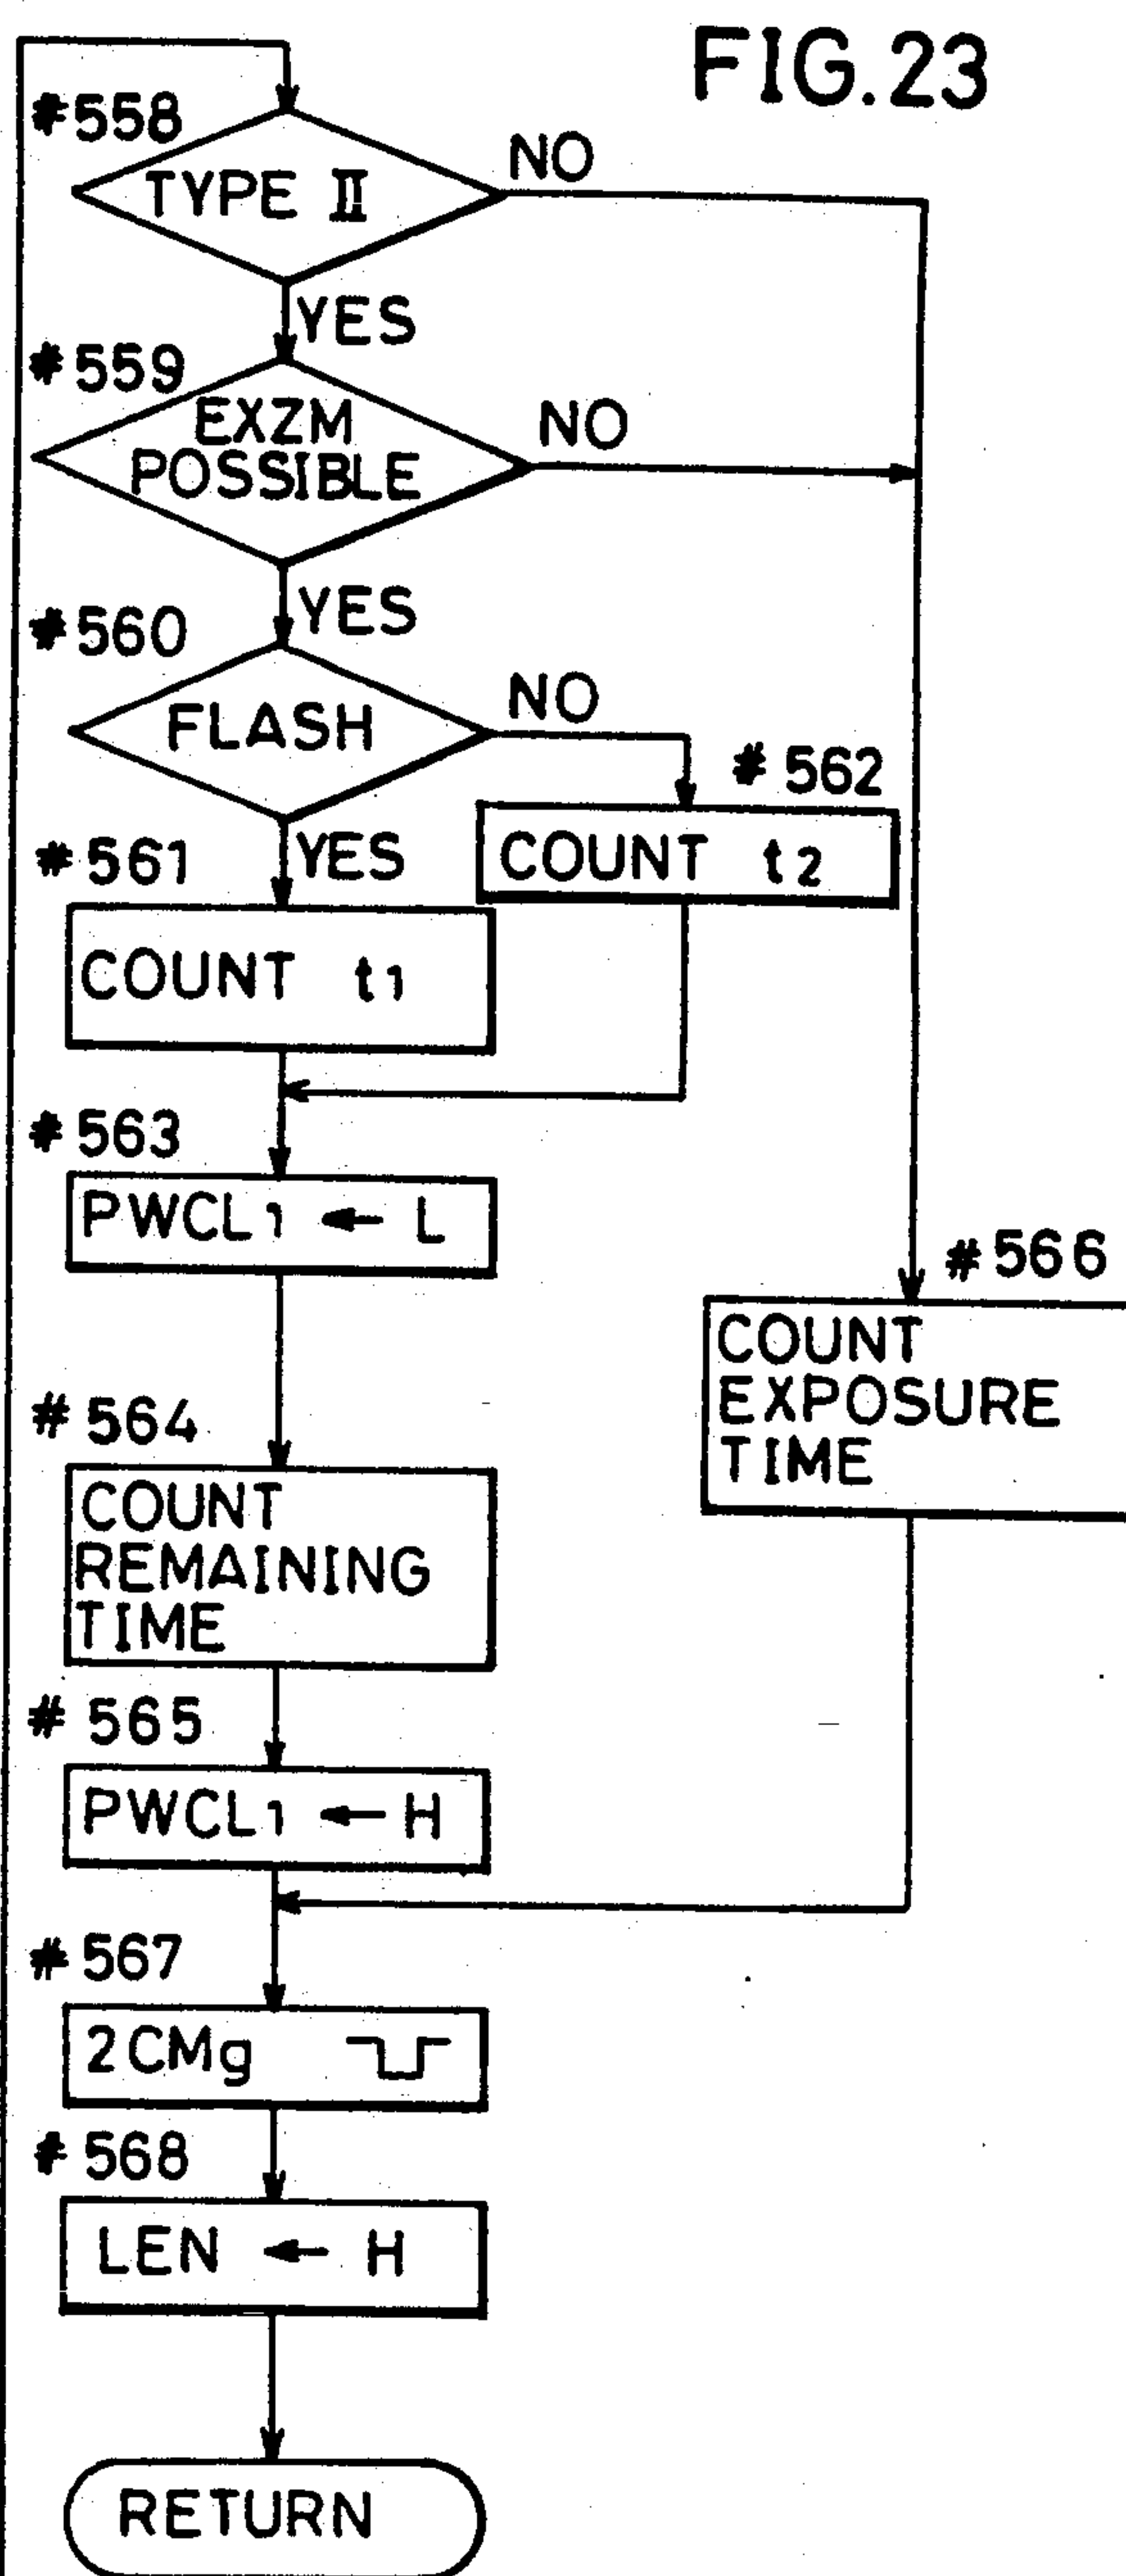 FIG.23
#558
TYPE II
NO
YES
#559
EXZM
POSSIBLE
NO
YES
#560
FLASH
NO
#562
COUNT t2
YES
#561
COUNT t1
#563
PWCL1 ← L
#566
COUNT
EXPOSURE
TIME
#564
COUNT
REMAINING
TIME
#565
PWCL1 ← H
#567
2CMg
#568
LEN ← H
RETURN